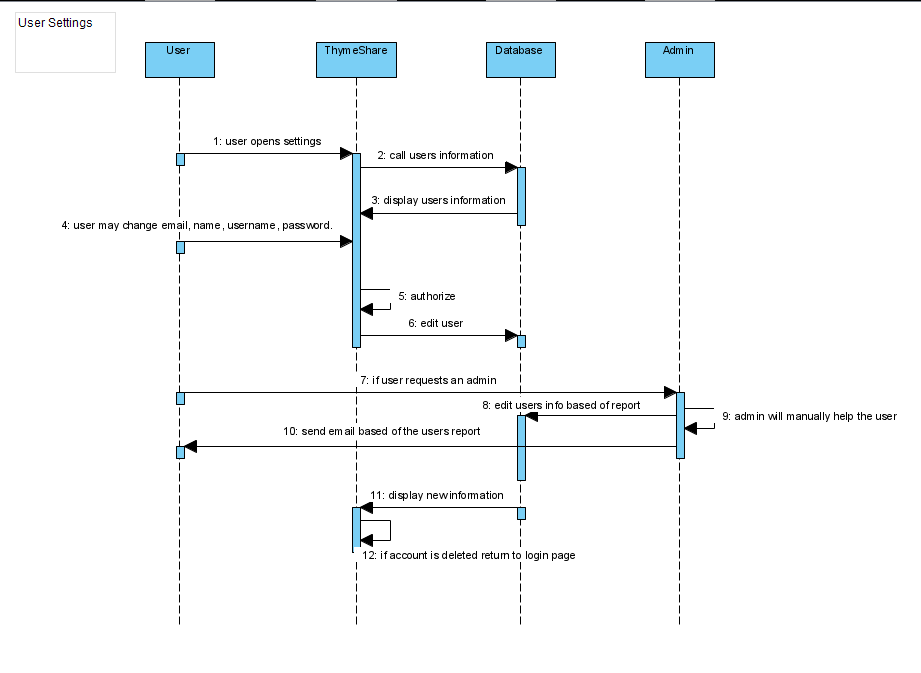 User Settings
User
ThymeShare
Database
Admin
1: user opens settings
2: call users information
3: display users information
4: user may change email, name, username, password.
5: authorize
6: edit user
7: if user requests an admin
8: edit users info based of report
9: admin will manually help the user
10: send email based of the users report
11: display new information
12: if account is deleted return to login page